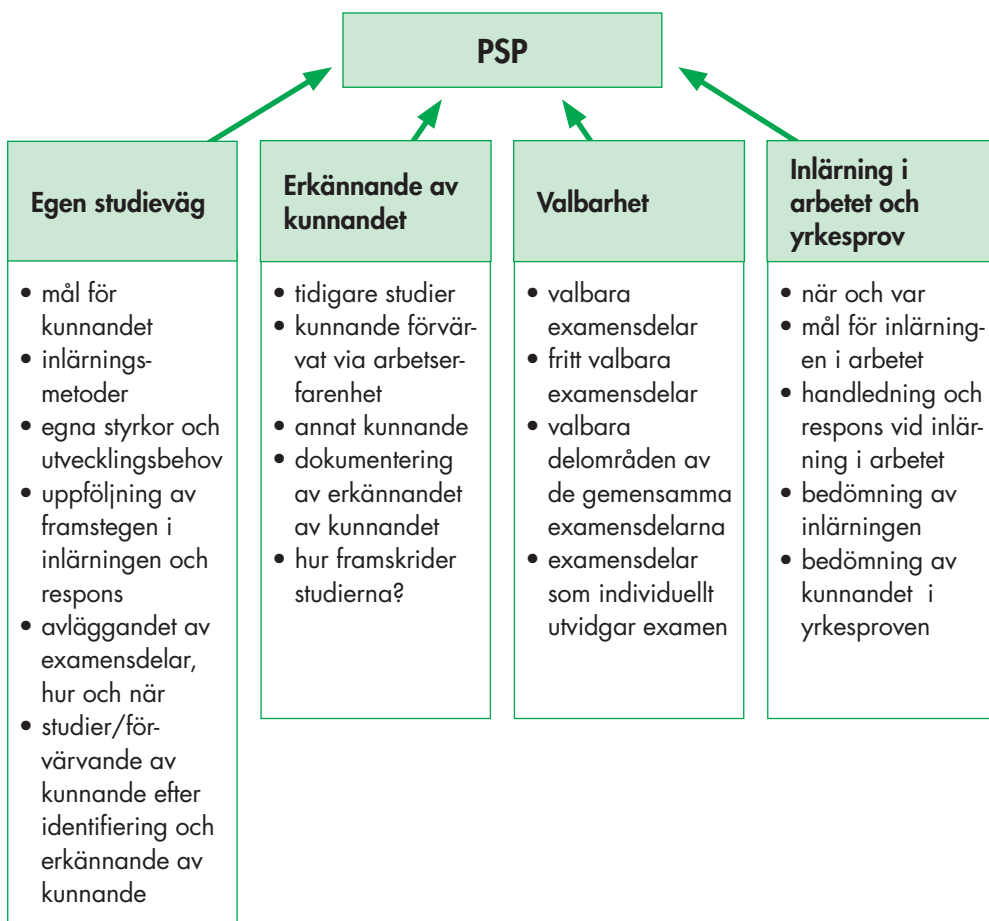 PSP
Egen studieväg
• mål för
kunnandet
• inlärnings-
metoder
• egna styrkor och
utvecklingsbehov
• uppföljning av
framstegen i
inlärningen och
respons
• avläggandet av
examensdelar,
hur och när
• studier/för-
värvande av
kunnande efter
identifiering och
erkännande av
kunnande
Erkännande av
kunnandet
• tidigare studier
• kunnande förvär-
vat via arbetser-
farenhet
• annat kunnande
• dokumentering
av erkännandet
av kunnandet
• hur framskrider
studierna?
Valbarhet
• valbara
examensdelar
• fritt valbara
examensdelar
• valbara
delområden av
de gemensamma
examensdelarna
• examensdelar
som individuellt
utvidgar examen
Inlärning i
arbetet och
yrkesprov
• när och var
• mål för inlärning-
en i arbetet
• handledning och
respons vid inlär-
ning i arbetet
• bedömning av
inlärningen
• bedömning av
kunnandet i
yrkesproven